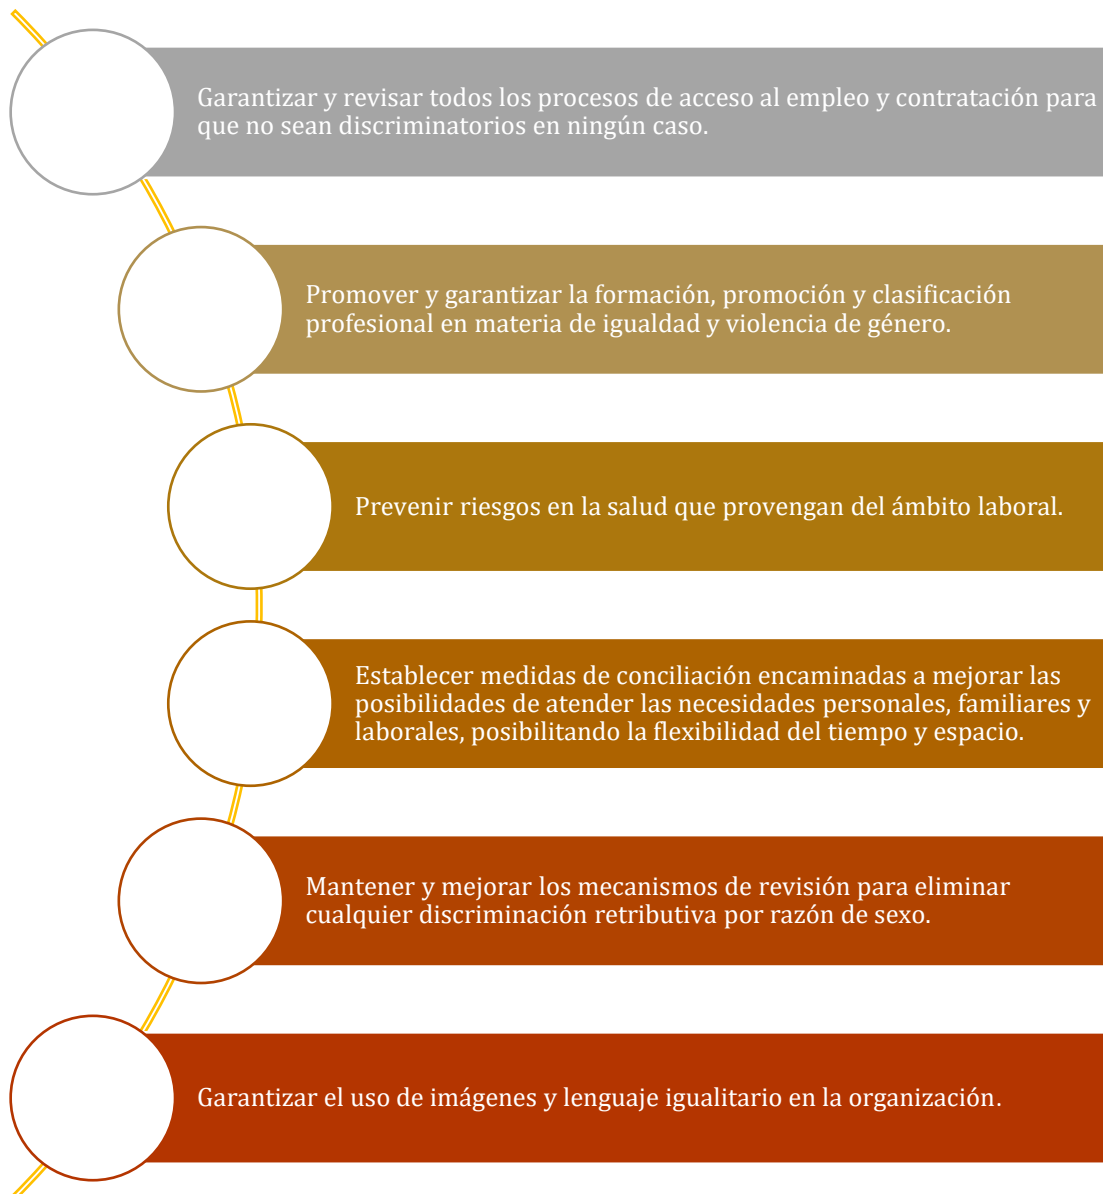 Garantizar y revisar todos los procesos de acceso al empleo y contratación para
que no sean discriminatorios en ningún caso.
Promover y garantizar la formación, promoción y clasificación
profesional en materia de igualdad y violencia de género.
Prevenir riesgos en la salud que provengan del ámbito laboral.
Establecer medidas de conciliación encaminadas a mejorar las
posibilidades de atender las necesidades personales, familiares y
laborales, posibilitando la flexibilidad del tiempo y espacio.
Mantener y mejorar los mecanismos de revisión para eliminar
cualquier discriminación retributiva por razón de sexo.
Garantizar el uso de imágenes y lenguaje igualitario en la organización.